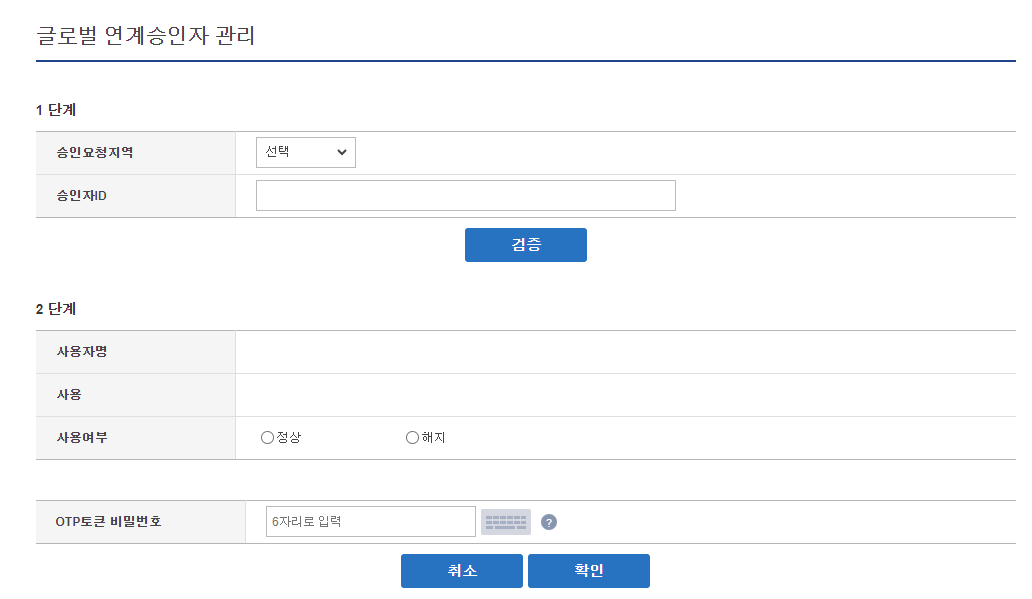 글로벌 연계승인자 관리
1 단계
승인요청지역 선택
승인자ID
검증
2 단계
사용자명
사용
사용여부 정상 해지
OTP토큰 비밀번호 6자리로 입력 ?
취소 확인